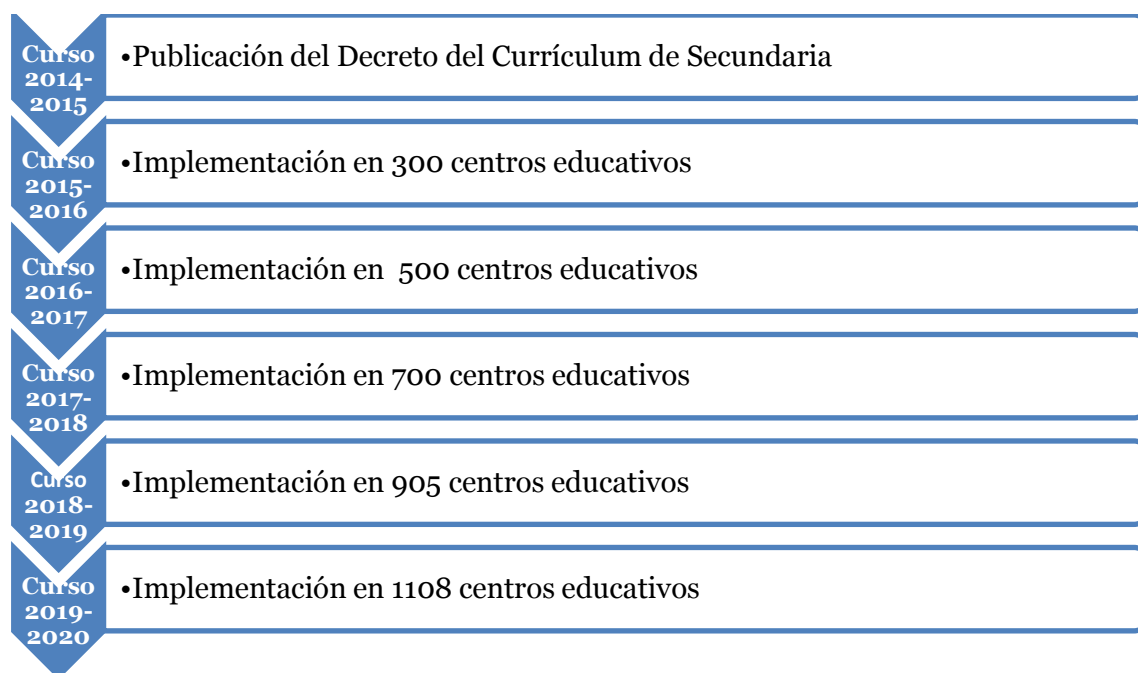 Curso
2014-
2015
•Publicación del Decreto del Currículum de Secundaria
Curso
2015-
2016
•Implementación en 300 centros educativos
Curso
2016-
2017
•Implementación en  500 centros educativos
Curso
2017-
2018
•Implementación en 700 centros educativos
Curso
2018-
2019
•Implementación en 905 centros educativos
Curso
2019-
2020
•Implementación en 1108 centros educativos